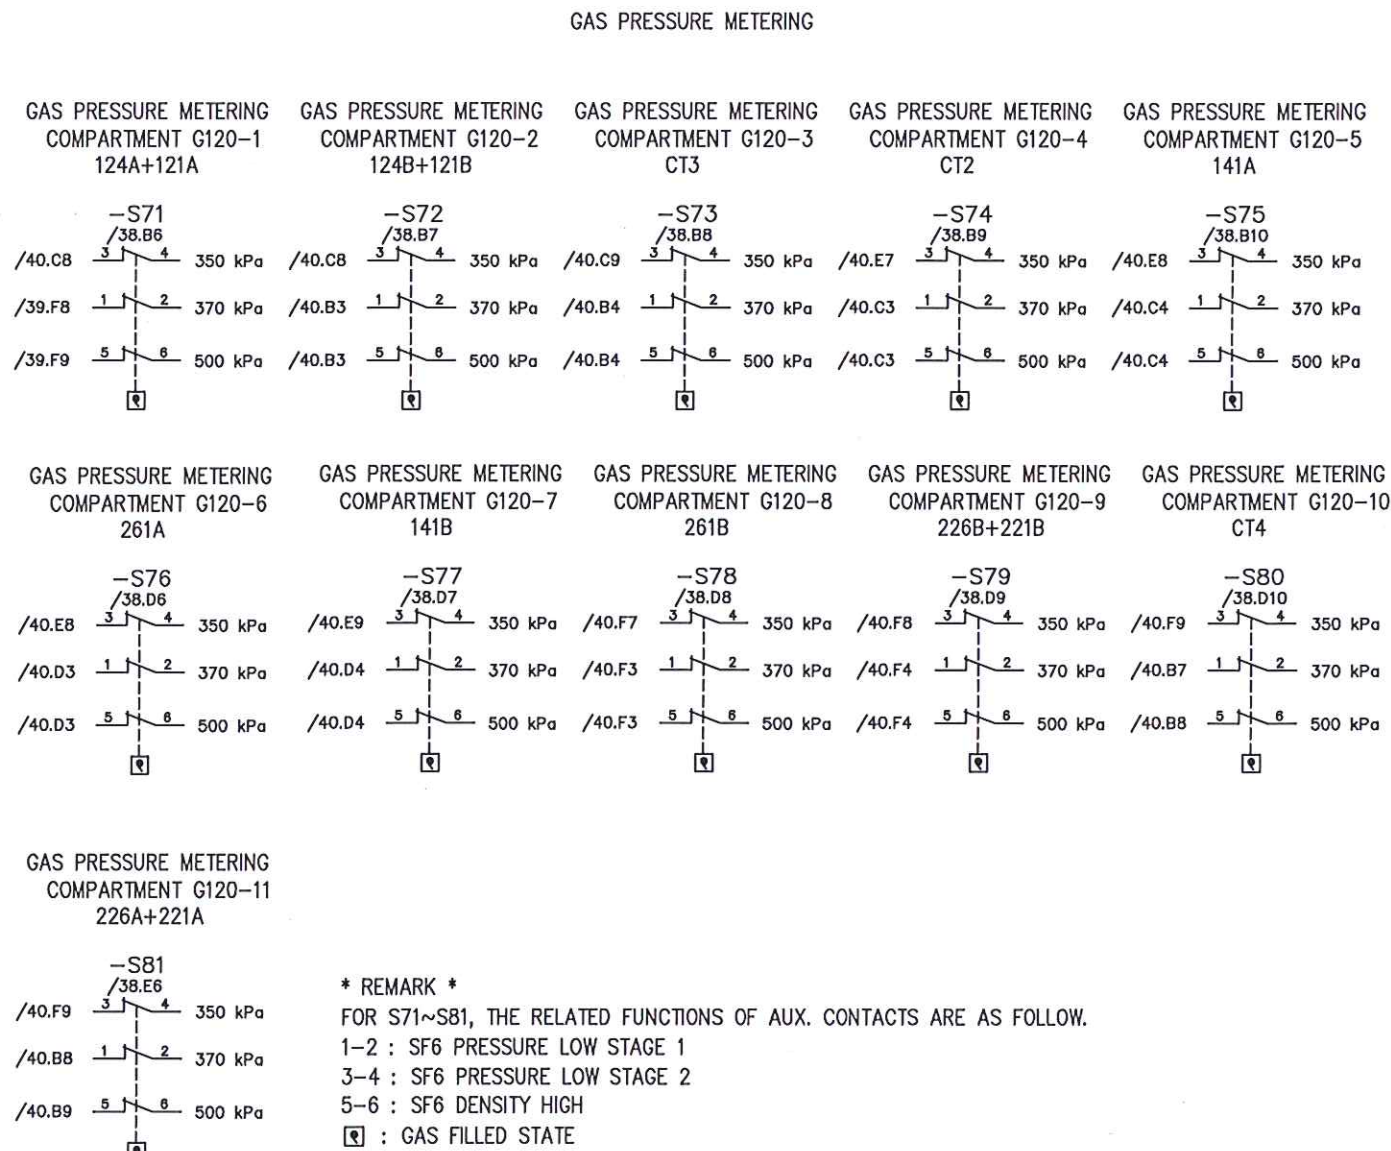 GAS PRESSURE METERING
GAS PRESSURE METERING
COMPARTMENT G120-1
124A+121A
-S71
/38.B6
/40.C8 3 4 350 kPa
/39.F8 1 2 370 kPa
/39.F9 5 6 500 kPa
GAS PRESSURE METERING
COMPARTMENT G120-2
124B+121B
-S72
/38.B7
/40.C8 3 4 350 kPa
/40.B3 1 2 370 kPa
/40.B3 5 6 500 kPa
GAS PRESSURE METERING
COMPARTMENT G120-3
CT3
-S73
/38.B8
/40.C9 3 4 350 kPa
/40.B4 1 2 370 kPa
/40.B4 5 6 500 kPa
GAS PRESSURE METERING
COMPARTMENT G120-4
CT2
-S74
/38.B9
/40.E7 3 4 350 kPa
/40.C3 1 2 370 kPa
/40.C3 5 6 500 kPa
GAS PRESSURE METERING
COMPARTMENT G120-5
141A
-S75
/38.B10
/40.E8 3 4 350 kPa
/40.C4 1 2 370 kPa
/40.C4 5 6 500 kPa
GAS PRESSURE METERING
COMPARTMENT G120-6
261A
-S76
/38.D6
/40.E8 3 4 350 kPa
/40.D3 1 2 370 kPa
/40.D3 5 6 500 kPa
GAS PRESSURE METERING
COMPARTMENT G120-7
141B
-S77
/38.D7
/40.E9 3 4 350 kPa
/40.D4 1 2 370 kPa
/40.D4 5 6 500 kPa
GAS PRESSURE METERING
COMPARTMENT G120-8
261B
-S78
/38.D8
/40.F7 3 4 350 kPa
/40.F3 1 2 370 kPa
/40.F3 5 6 500 kPa
GAS PRESSURE METERING
COMPARTMENT G120-9
226B+221B
-S79
/38.D9
/40.F8 3 4 350 kPa
/40.F4 1 2 370 kPa
/40.F4 5 6 500 kPa
GAS PRESSURE METERING
COMPARTMENT G120-10
CT4
-S80
/38.D10
/40.F9 3 4 350 kPa
/40.B7 1 2 370 kPa
/40.B8 5 6 500 kPa
GAS PRESSURE METERING
COMPARTMENT G120-11
226A+221A
-S81
/38.E6
/40.F9 3 4 350 kPa
/40.B8 1 2 370 kPa
/40.B9 5 6 500 kPa
* REMARK *
FOR S71~S81, THE RELATED FUNCTIONS OF AUX. CONTACTS ARE AS FOLLOW.
1-2 : SF6 PRESSURE LOW STAGE 1
3-4 : SF6 PRESSURE LOW STAGE 2
5-6 : SF6 DENSITY HIGH
: GAS FILLED STATE